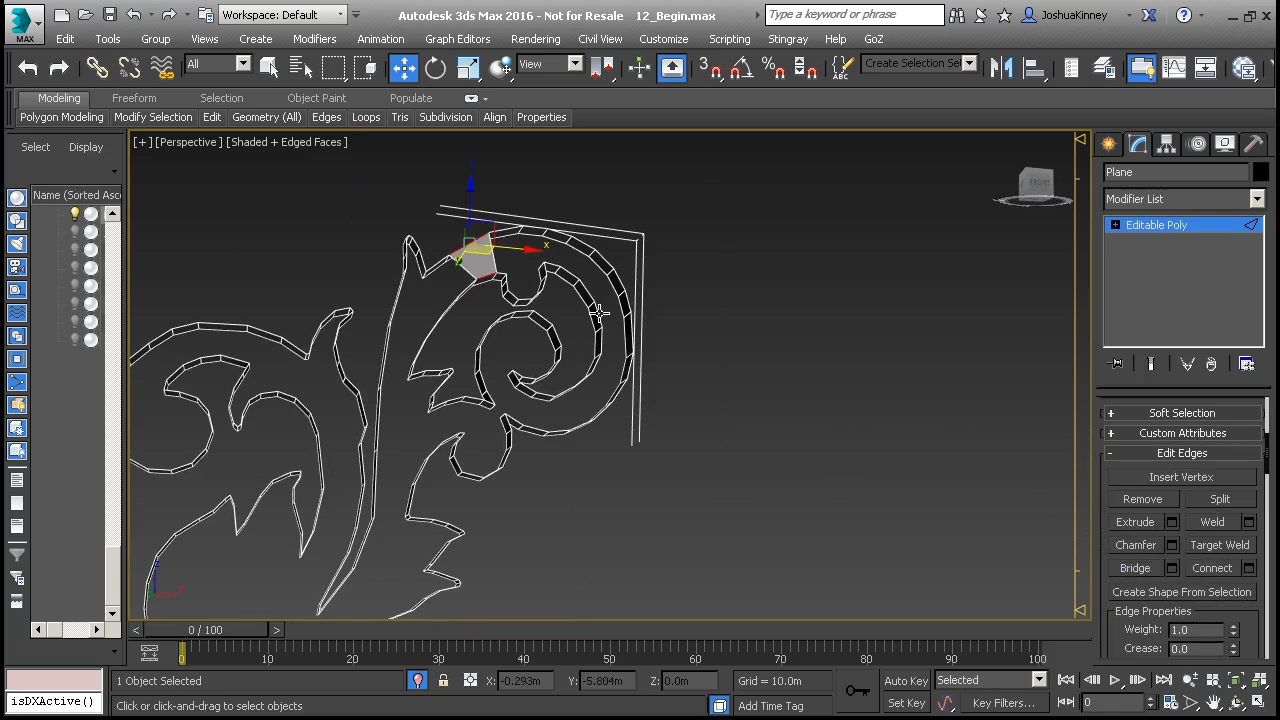 Workspace: Default
Autodesk 3ds Max 2016 - Not for Resale 12_Begin.max
Type a keyword or phrase
JoshuaKinney
MAX
Edit Tools Group Views Create Modifiers Animation Graph Editors Rendering Civil View Customize Scripting Stingray Help GoZ
All
View
3
Create Selection Se
Modeling Freeform Selection Object Paint Populate
Polygon Modeling Modify Selection Edit Geometry (All) Edges Loops Tris Subdivision Align Properties
Select Display
[+] [Perspective ] [Shaded + Edged Faces ]
Name (Sorted Asc
FRONT
x
y
Plane
Modifier List
Editable Poly
+ Soft Selection
+ Custom Attributes
- Edit Edges
Insert Vertex
Remove Split
Extrude Weld
Chamfer Target Weld
Bridge Connect
Create Shape From Selection
Edge Properties
Weight: 1.0
Crease: 0.0
< 0 / 100 >
0 10 20 30 40 50 60 70 80 90 100
isDXActive()
1 Object Selected
X: -0.293m Y: -5.804m Z: 0.0m
Grid = 10.0m
Auto Key Selected
Click or click-and-drag to select objects
Add Time Tag
Set Key Key Filters...
0